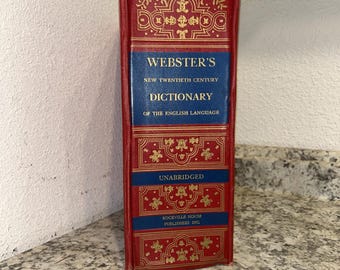 WEBSTER'S
NEW TWENTIETH CENTURY
DICTIONARY
OF THE ENGLISH LANGUAGE
UNABRIDGED
ROCKVILLE HOUSE
PUBLISHERS INC.